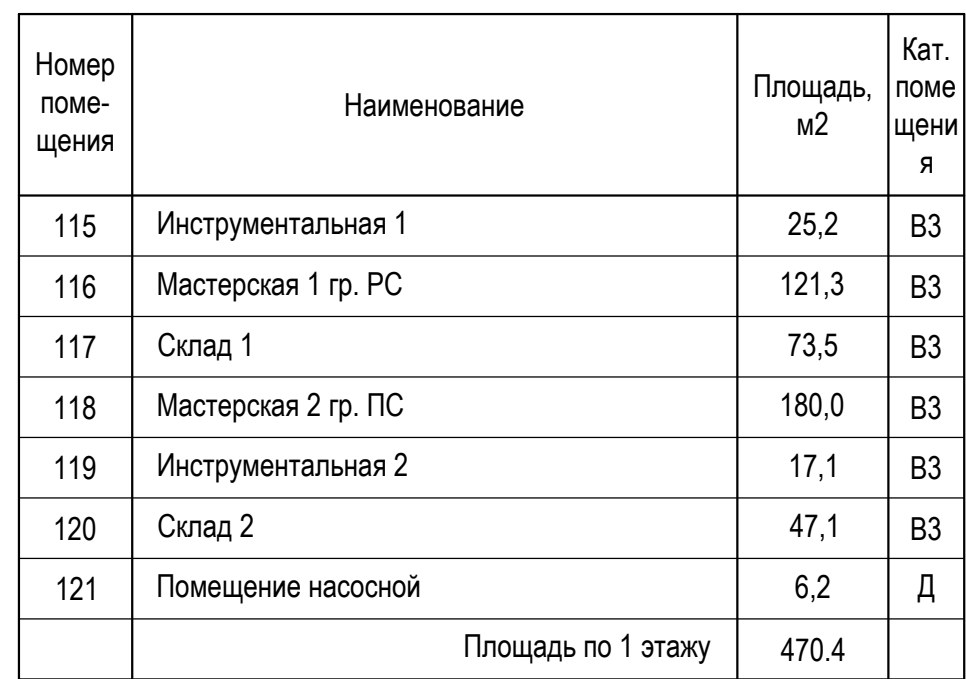 Номер поме- щения Наименование Площадь, м2 Кат. поме щени я
115 Инструментальная 1 25,2 В3
116 Мастерская 1 гр. РС 121,3 В3
117 Склад 1 73,5 В3
118 Мастерская 2 гр. ПС 180,0 В3
119 Инструментальная 2 17,1 В3
120 Склад 2 47,1 В3
121 Помещение насосной 6,2 Д
Площадь по 1 этажу 470.4